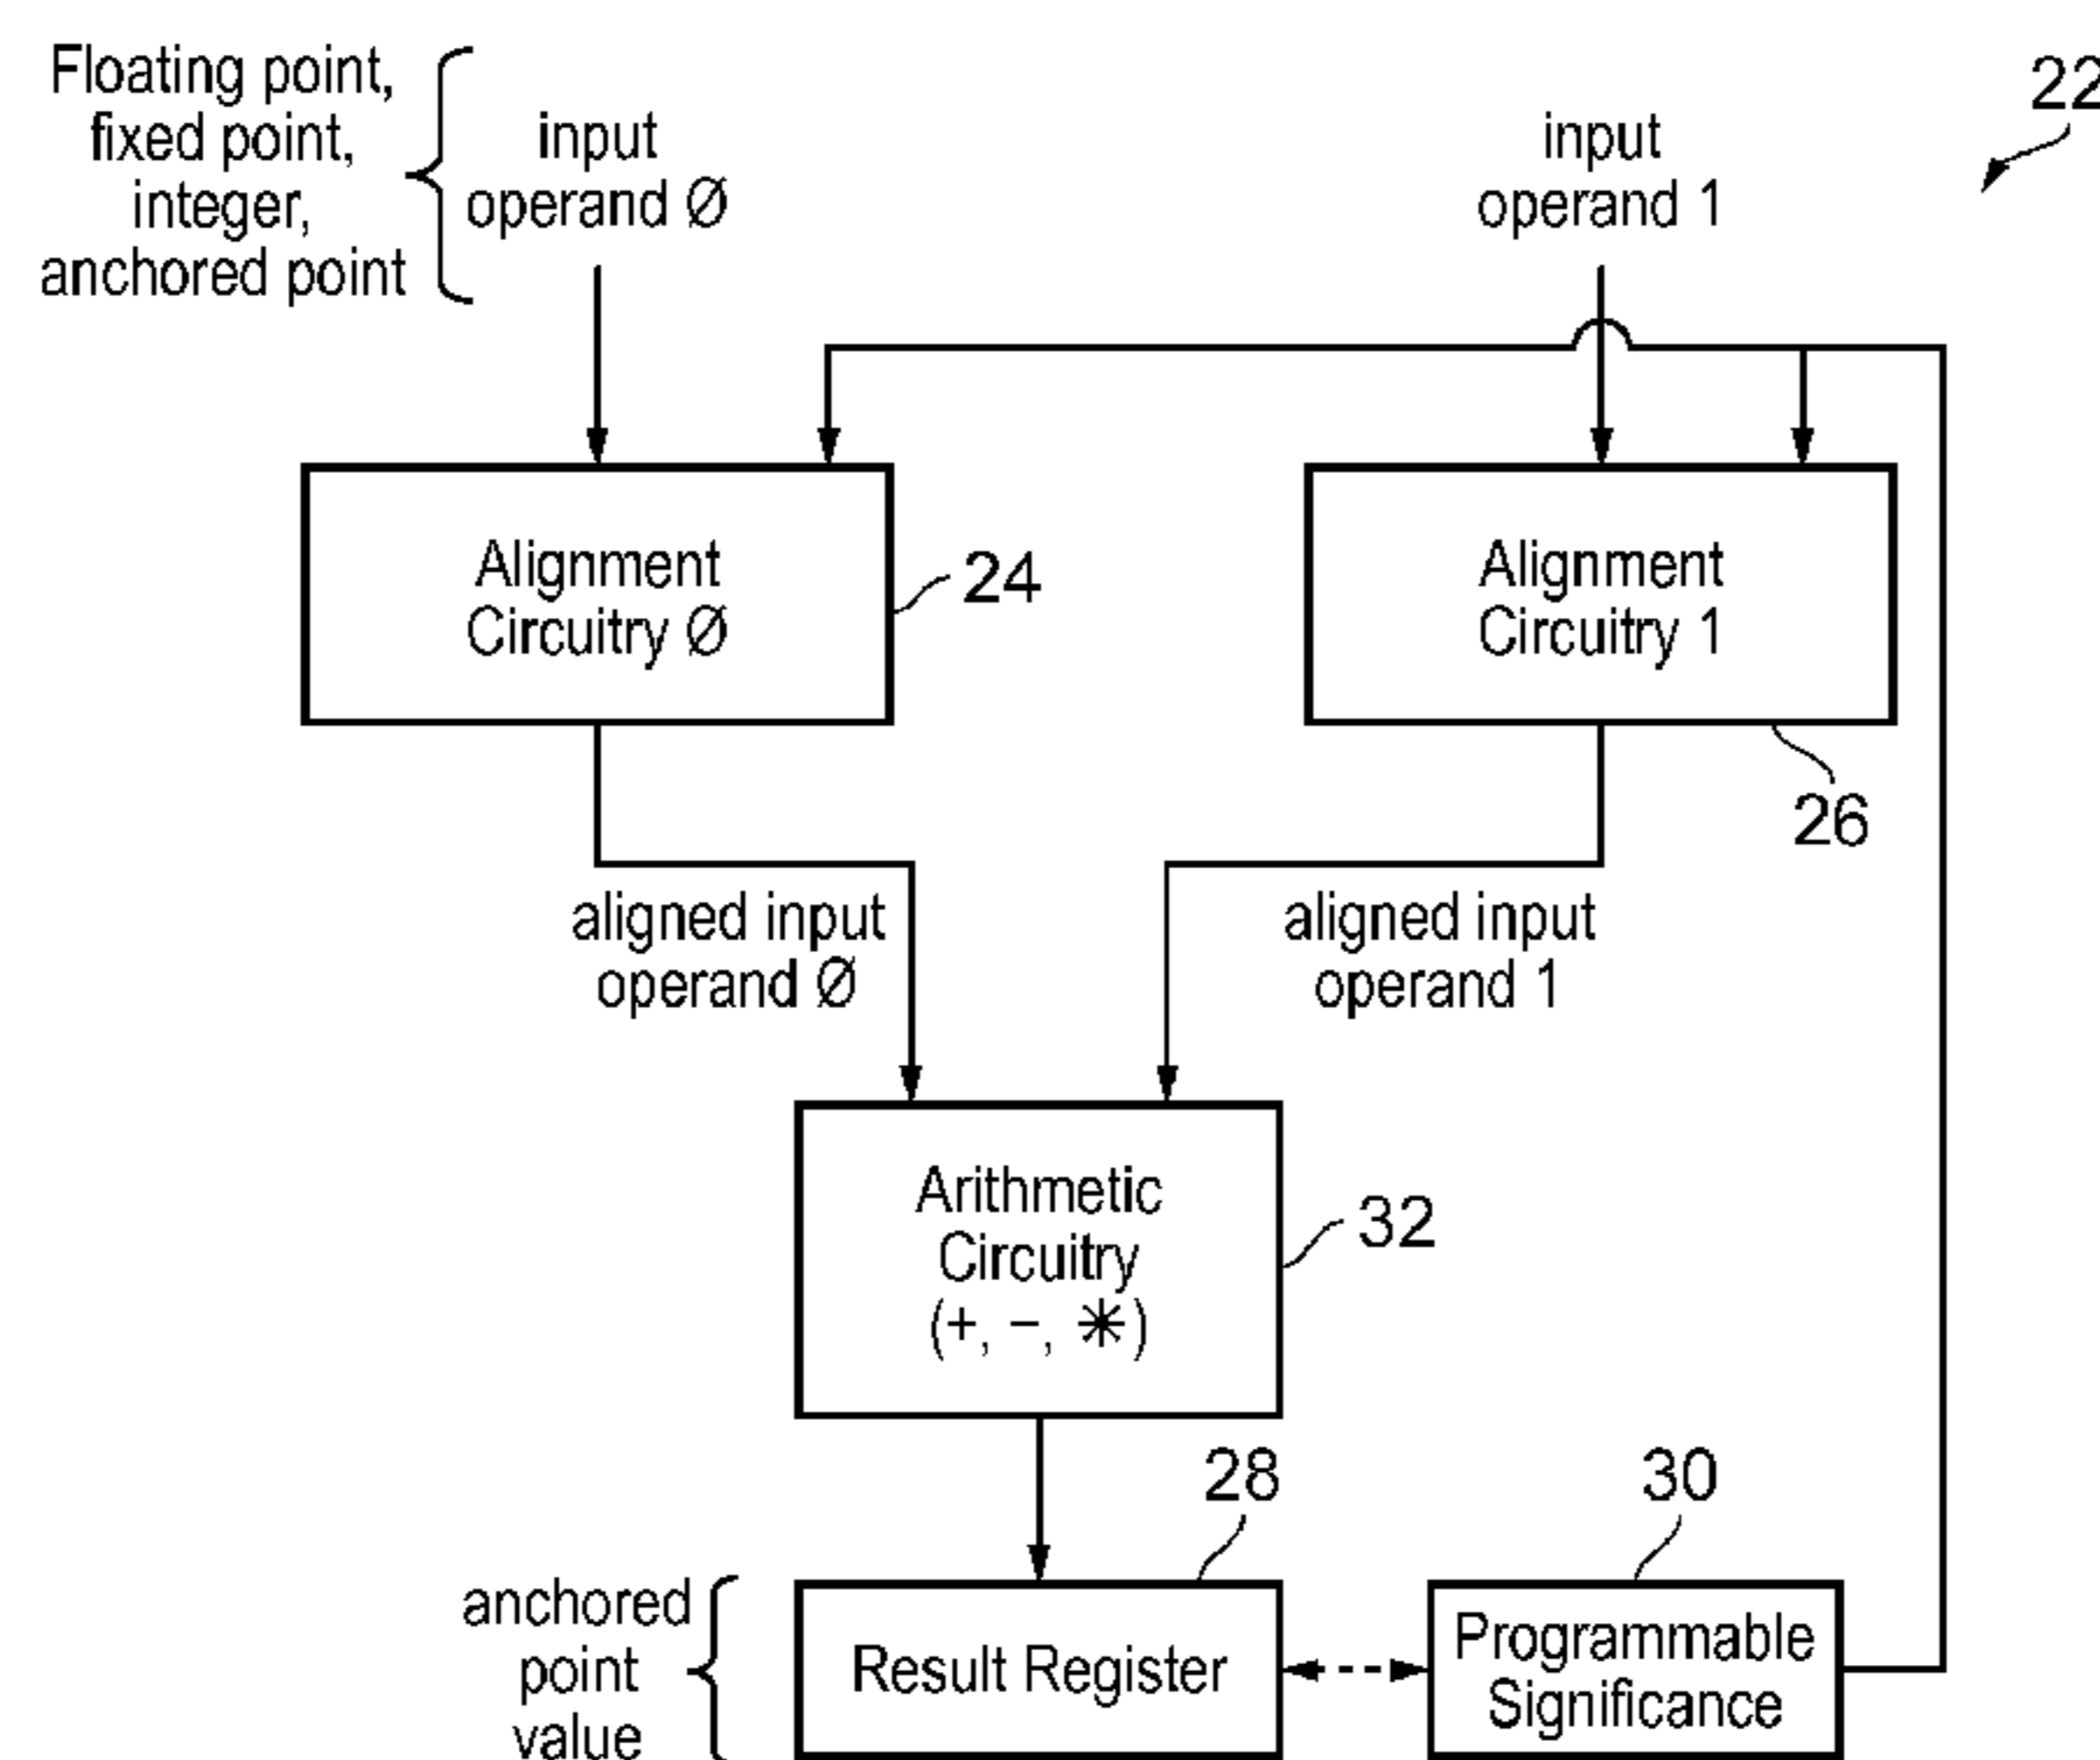 Floating point,
fixed point,
integer,
anchored point
input
operand Ø
input
operand 1
22
Alignment
Circuitry Ø
24
Alignment
Circuitry 1
26
aligned input
operand Ø
aligned input
operand 1
Arithmetic
Circuitry
(+, −, *)
32
28
30
anchored
point
value
Result Register
Programmable
Significance